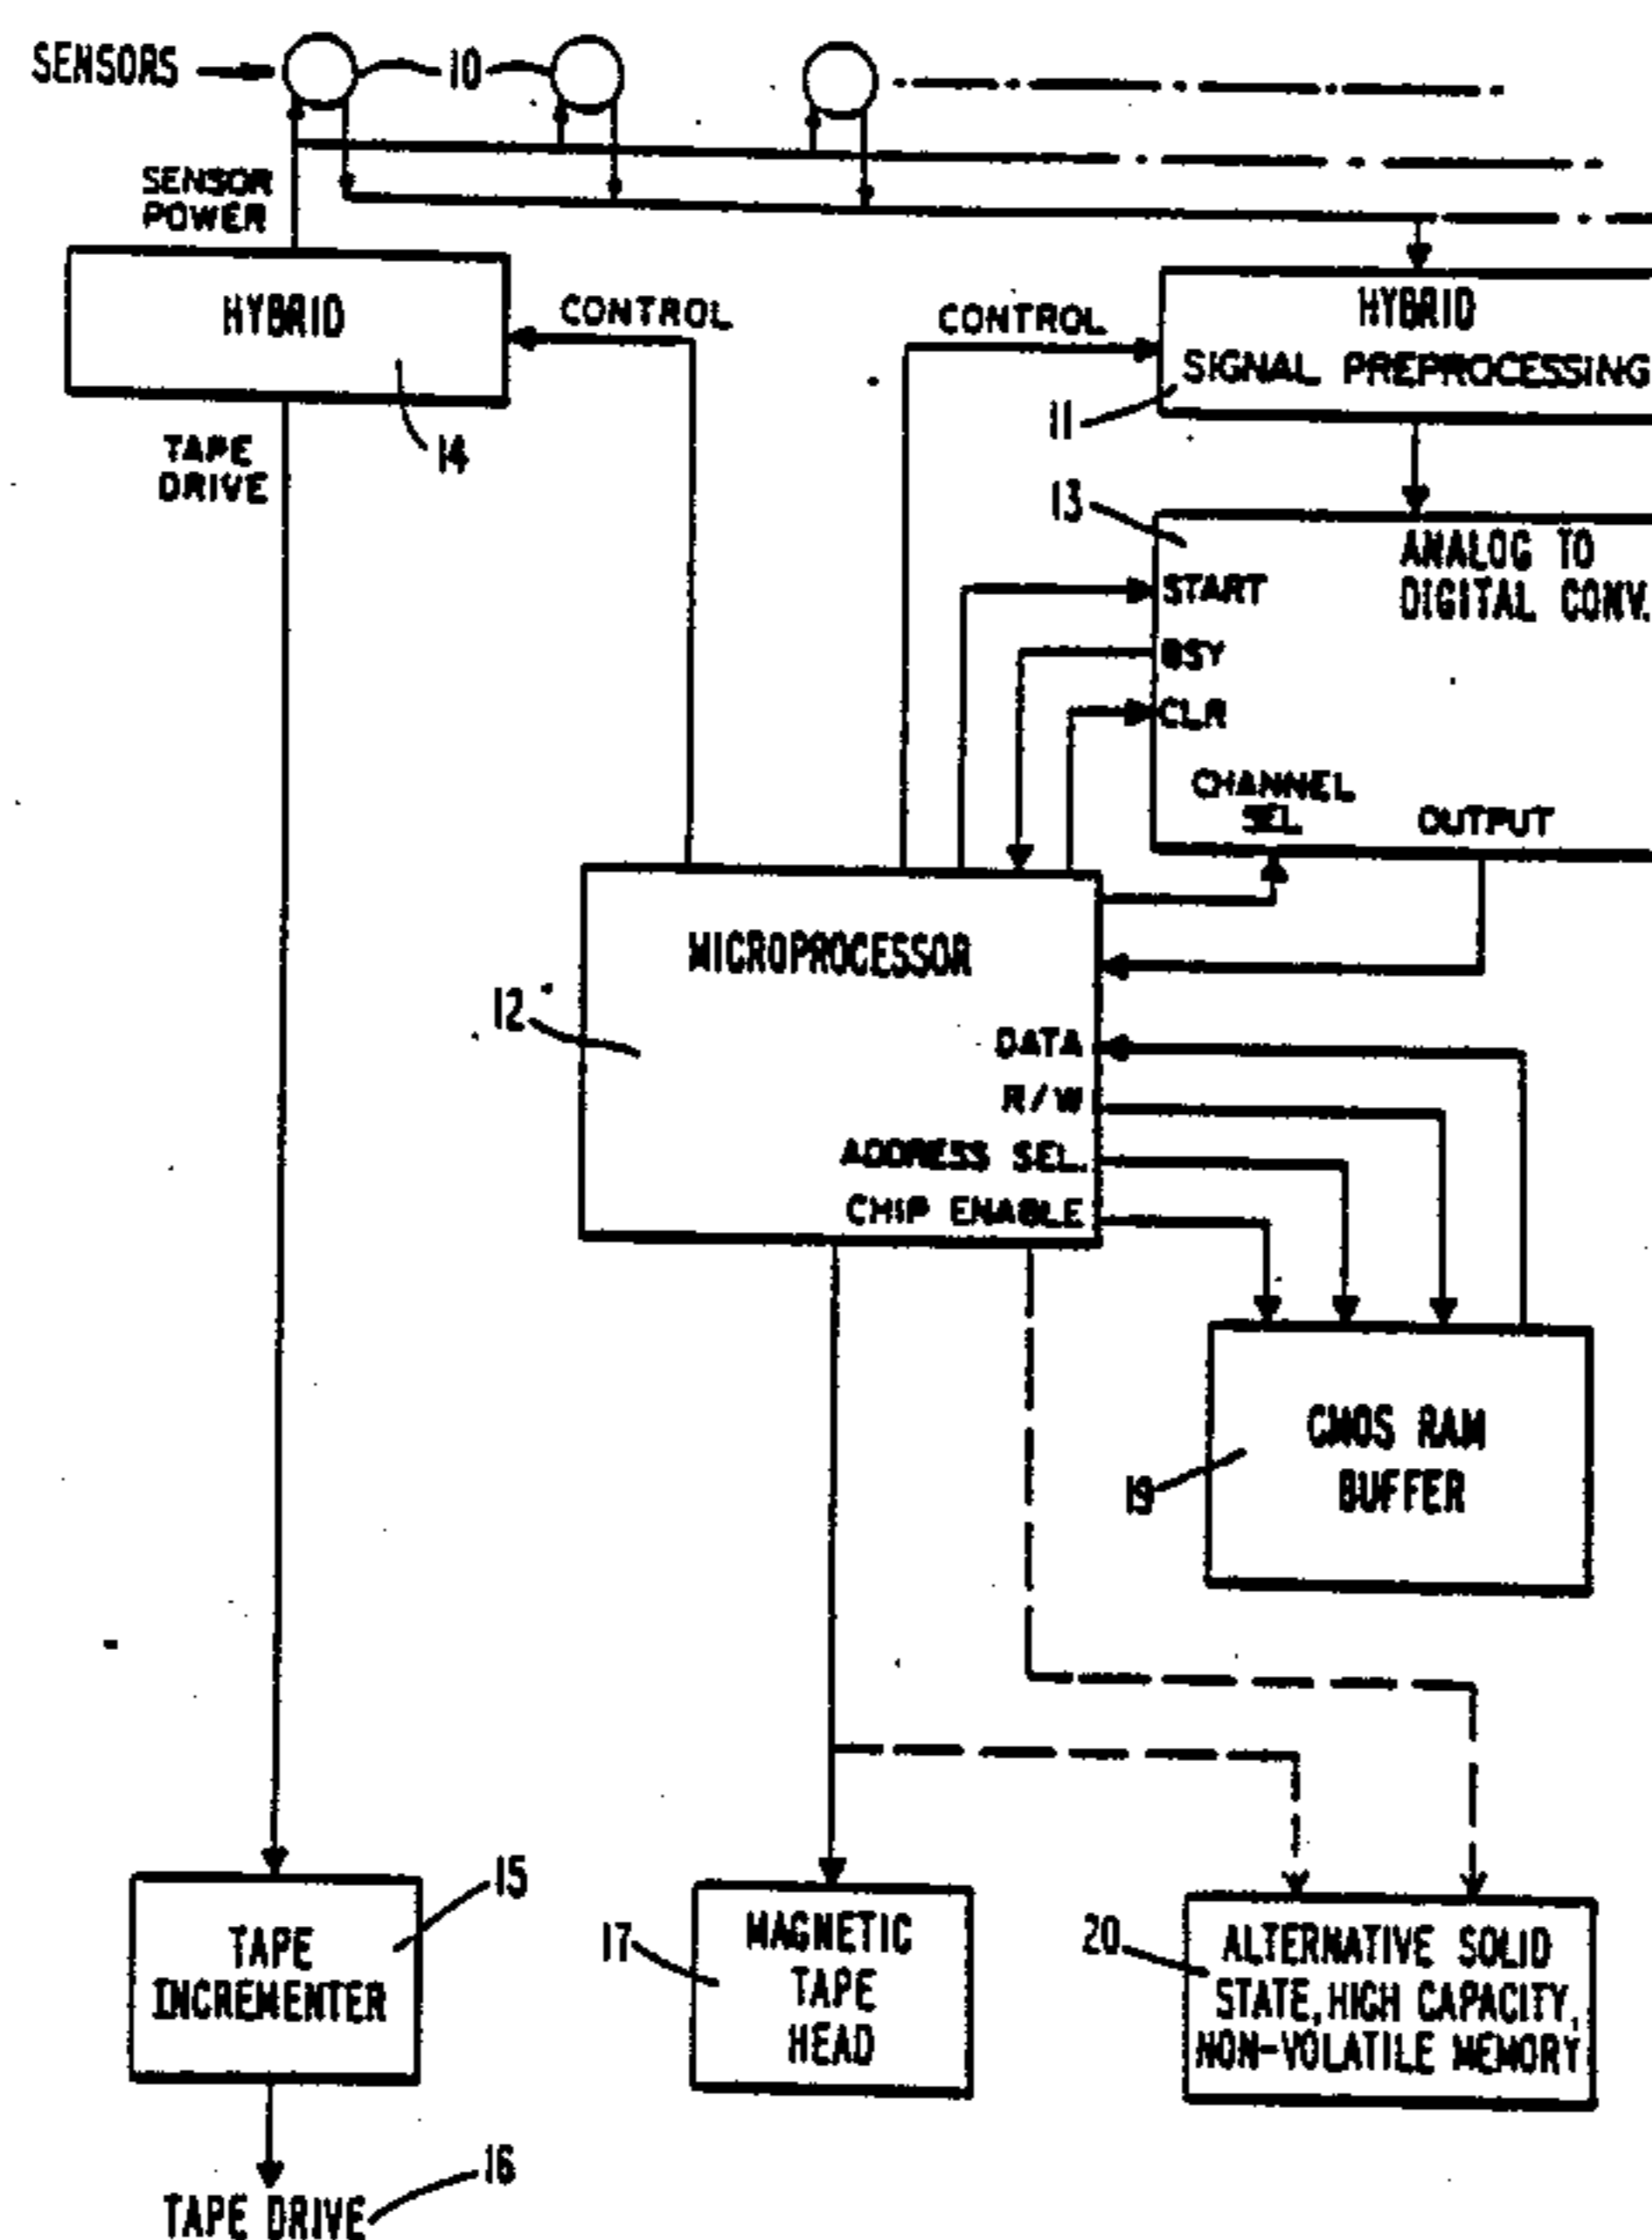 SENSORS
10
SENSOR
POWER
HYBRID
CONTROL
CONTROL
HYBRID
SIGNAL PREPROCESSING
11
14
TAPE
DRIVE
13
ANALOG TO
DIGITAL CONV.
START
BSY
CLR
CHANNEL
SEL
OUTPUT
MICROPROCESSOR
12
DATA
R/W
ADDRESS SEL.
CHIP ENABLE
CMOS RAM
BUFFER
19
15
TAPE
INCREMENTER
17
MAGNETIC
TAPE
HEAD
20
ALTERNATIVE SOLID
STATE, HIGH CAPACITY,
NON-VOLATILE MEMORY
16
TAPE DRIVE